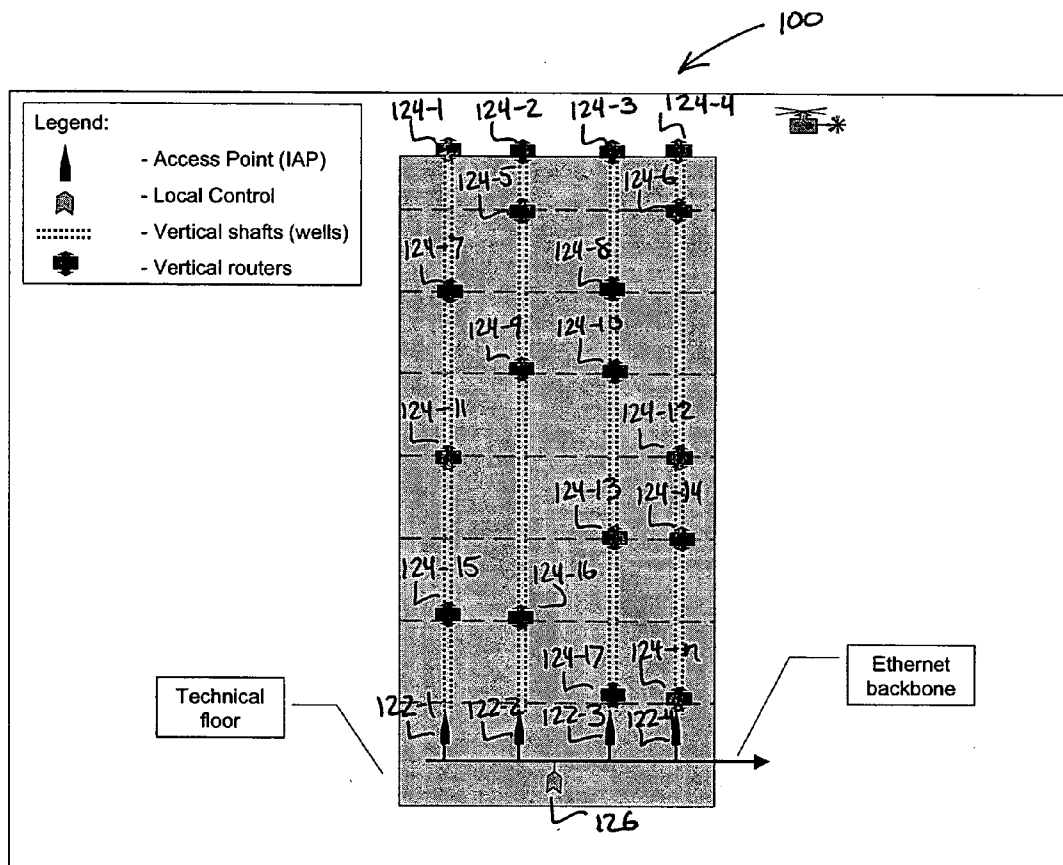 100
124-1 124-2 124-3 124-4
Legend:
- Access Point (IAP)
- Local Control
- Vertical shafts (wells)
- Vertical routers
124-5 124-6
124-7 124-8
124-9 124-10
124-11 124-12
124-13 124-14
124-15 124-16
124-17 124-n
Ethernet
backbone
Technical
floor
122-1 122-2 122-3 122-4
126